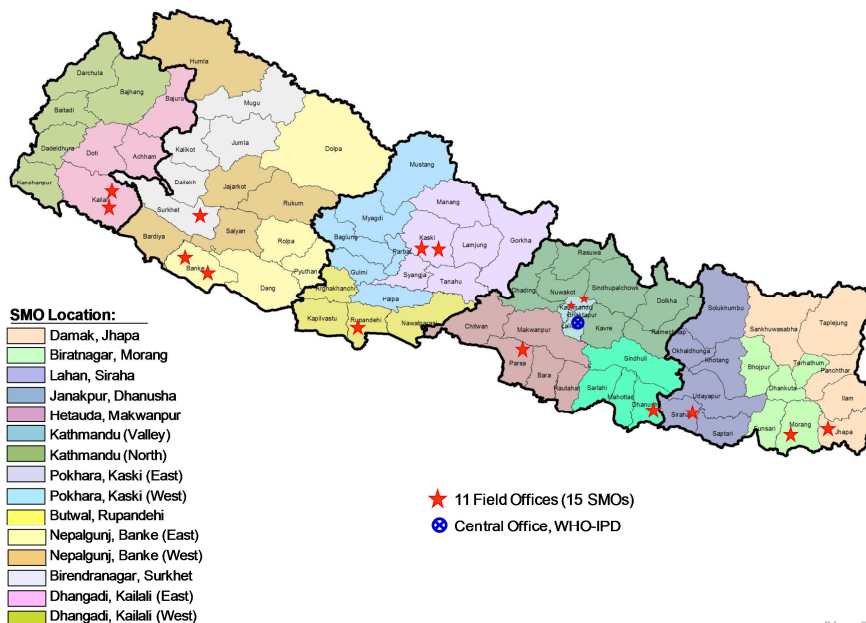 Humla
Darchula
Bajhang
Bajura
Mugu
Baitadi
Jumla
Kalikot
Dadeldhura
Doti
Achham
Dolpa
Mustang
Dailekh
Jajarkot
Kanchanpur
Kailali
Surkhet
Rukum
Manang
Myagdi
Salyan
Kaski
Gorkha
Bardiya
Rolpa
Baglung
Lamjung
Parbat
Rasuwa
Banke
Pyuthan
Gulmi
Syangja
Tanahu
Dang
Arghakhanchi
Palpa
Dhading
Nuwakot
Sindhupalchowk
Dolkha
Solukhumbu
Kapilvastu
Rupandehi
Nawalparasi
Kathmandu
Bhaktapur
Chitwan
Makwanpur
Kavre
Ramechhap
Sankhuwasabha
Taplejung
Parsa
Bara
Rautahat
Sindhuli
Okhaldhunga
Khotang
Bhojpur
Terhathum
Panchthar
Sarlahi
Mahottari
Dhanusa
Siraha
Udayapur
Saptari
Dhankuta
Ilam
Sunsari
Morang
Jhapa
SMO Location:
Damak, Jhapa
Biratnagar, Morang
Lahan, Siraha
Janakpur, Dhanusha
Hetauda, Makwanpur
Kathmandu (Valley)
Kathmandu (North)
Pokhara, Kaski (East)
Pokhara, Kaski (West)
Butwal, Rupandehi
Nepalgunj, Banke (East)
Nepalgunj, Banke (West)
Birendranagar, Surkhet
Dhangadi, Kailali (East)
Dhangadi, Kailali (West)
11 Field Offices (15 SMOs)
Central Office, WHO-IPD